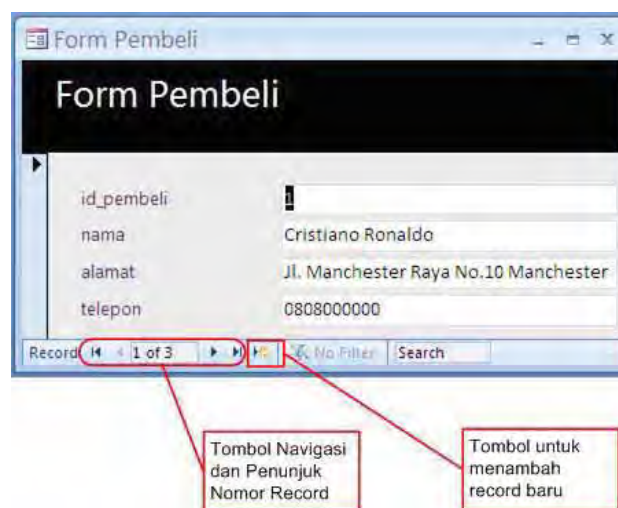 Form Pembeli
Form Pembeli
id_pembeli 1
nama Cristiano Ronaldo
alamat Jl. Manchester Raya No.10 Manchester
telepon 0808000000
Record 1 of 3 No Filter Search
Tombol Navigasi
dan Penunjuk
Nomor Record
Tombol untuk
menambah
record baru